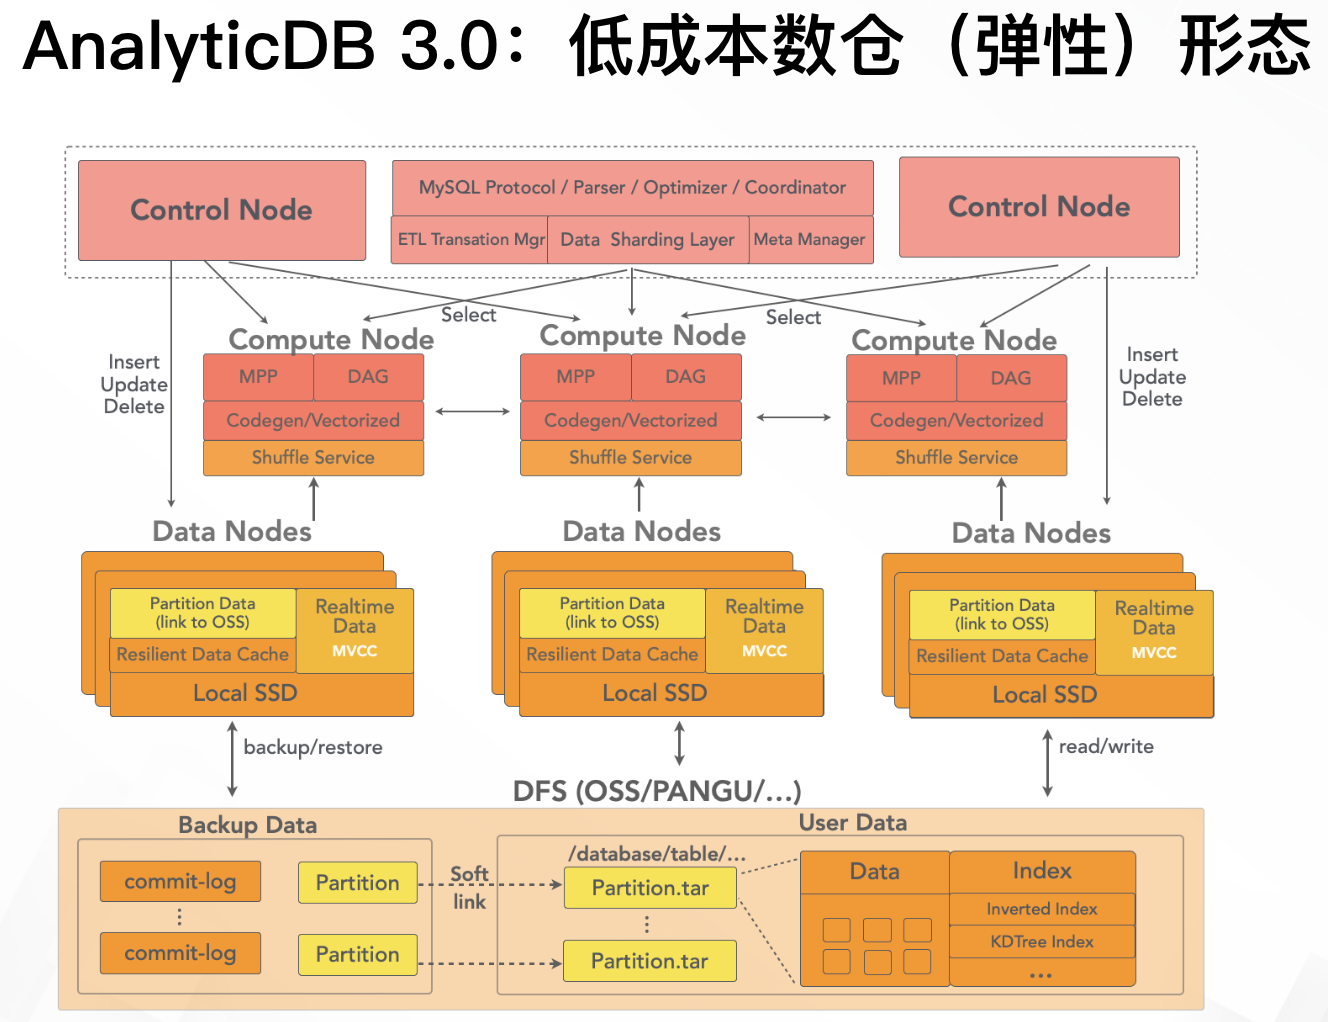 AnalyticDB 3.0：低成本数仓（弹性）形态
Control Node
MySQL Protocol / Parser / Optimizer / Coordinator
ETL Transation Mgr
Data Sharding Layer
Meta Manager
Control Node
Select
Select
Insert
Update
Delete
Insert
Update
Delete
Compute Node
MPP
DAG
Codegen/Vectorized
Shuffle Service
Compute Node
MPP
DAG
Codegen/Vectorized
Shuffle Service
Compute Node
MPP
DAG
Codegen/Vectorized
Shuffle Service
Data Nodes
Partition Data
(link to OSS)
Resilient Data Cache
Realtime
Data
MVCC
Local SSD
Data Nodes
Partition Data
(link to OSS)
Resilient Data Cache
Realtime
Data
MVCC
Local SSD
Data Nodes
Partition Data
(link to OSS)
Resilient Data Cache
Realtime
Data
MVCC
Local SSD
backup/restore
read/write
DFS (OSS/PANGU/...)
Backup Data
commit-log
commit-log
Partition
Partition
Soft
link
User Data
/database/table/...
Partition.tar
Partition.tar
Data
Index
Inverted Index
KDTree Index
...